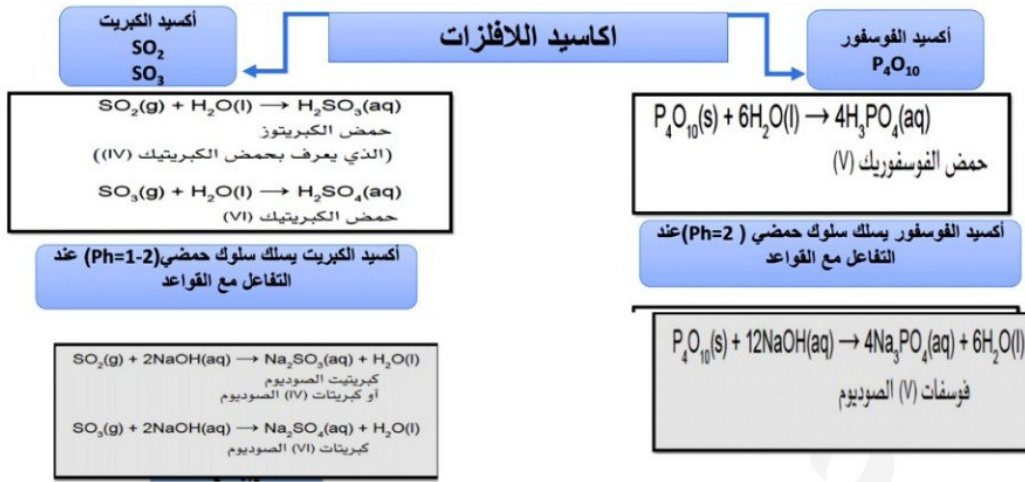 اكاسيد اللافلزات
أكسيد الفوسفور
P₄O₁₀
P₄O₁₀(s) + 6H₂O(l) → 4H₃PO₄(aq)
حمض الفوسفوريك (V)
أكسيد الفوسفور يسلك سلوك حمضي ( Ph=2)عند
التفاعل مع القواعد
P₄O₁₀(s) + 12NaOH(aq) → 4Na₃PO₄(aq) + 6H₂O(l)
فوسفات (V) الصوديوم
أكسيد الكبريت
SO₂
SO₃
SO₂(g) + H₂O(l) → H₂SO₃(aq)
حمض الكبريتوز
(الذي يعرف بحمض الكبريتيك (IV))
SO₃(g) + H₂O(l) → H₂SO₄(aq)
حمض الكبريتيك (VI)
أكسيد الكبريت يسلك سلوك حمضي(Ph=1-2) عند
التفاعل مع القواعد
SO₂(g) + 2NaOH(aq) → Na₂SO₃(aq) + H₂O(l)
كبريتيت الصوديوم
أو كبريتات (IV) الصوديوم
SO₃(g) + 2NaOH(aq) → Na₂SO₄(aq) + H₂O(l)
كبريتات (VI) الصوديوم